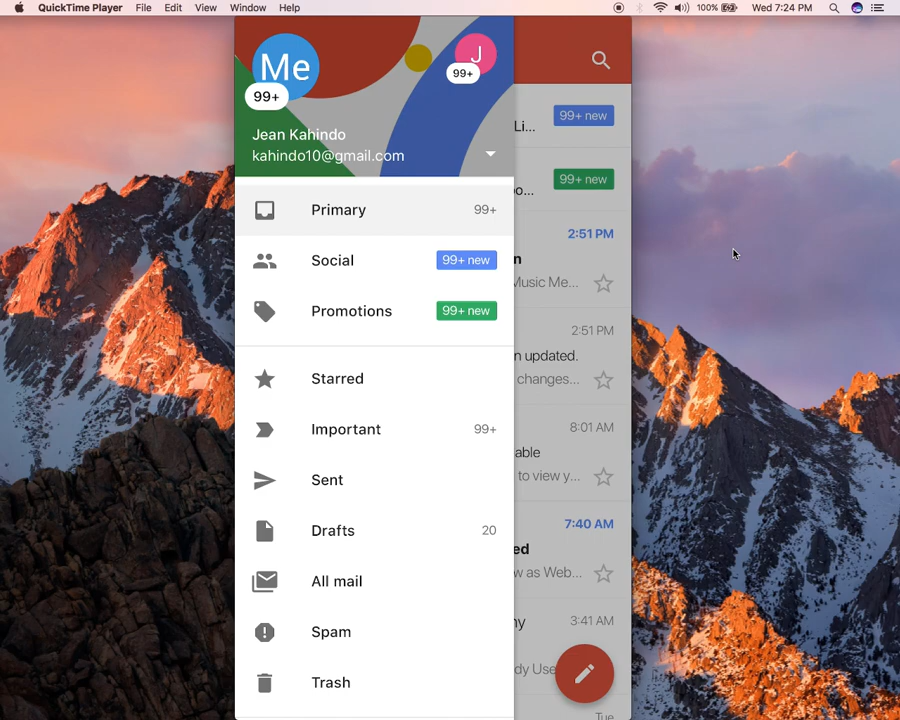 QuickTime Player File Edit View Window Help 100% Wed 7:24 PM
Me
99+
J
99+
Jean Kahindo
kahindo10@gmail.com
Primary 99+
Social 99+ new
Promotions 99+ new
Starred
Important 99+
Sent
Drafts 20
All mail
Spam
Trash
Li... 99+ new
99+ new
2:51 PM
Music Me...
2:51 PM
n updated.
changes...
8:01 AM
able
to view y...
7:40 AM
ed
w as Web...
3:41 AM
ny
dy Use
Tue